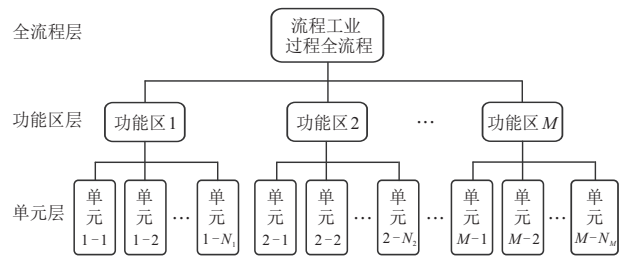 全流程层
流程工业
过程全流程
功能区层
功能区1
功能区2
…
功能区M
单元层
单元
1-1
单元
1-2
…
单元
1-N₁
单元
2-1
单元
2-2
…
单元
2-N₂
…
单元
M-1
单元
M-2
…
单元
M-Nₘ